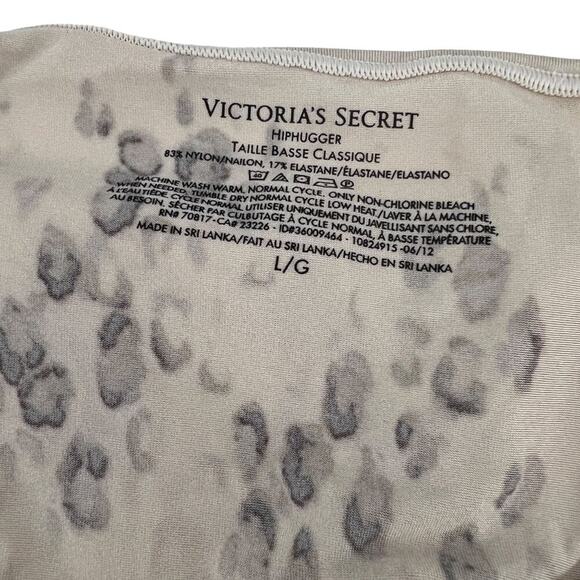 VICTORIA'S SECRET
HIPHUGGER
TAILLE BASSE CLASSIQUE
83% NYLON/NAILON, 17% ELASTANE/ÉLASTANE/ELASTANO
40
MACHINE WASH WARM, NORMAL CYCLE. ONLY NON-CHLORINE BLEACH
WHEN NEEDED. TUMBLE DRY NORMAL CYCLE LOW HEAT/LAVER À LA MACHINE,
À L'EAU TIÈDE, CYCLE NORMAL. UTILISER UNIQUEMENT DU JAVELLISANT SANS CHLORE,
AU BESOIN. SÉCHER PAR CULBUTAGE À CYCLE NORMAL, À BASSE TEMPÉRATURE
RN# 70817 - CA# 23226 - ID#36009464 - 10824915 -06/12
MADE IN SRI LANKA/FAIT AU SRI LANKA/HECHO EN SRI LANKA
L/G